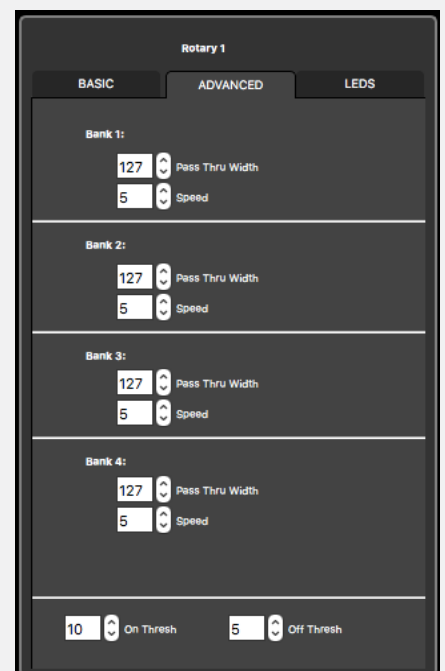 Rotary 1
BASIC ADVANCED LEDS
Bank 1:
127 Pass Thru Width
5 Speed
Bank 2:
127 Pass Thru Width
5 Speed
Bank 3:
127 Pass Thru Width
5 Speed
Bank 4:
127 Pass Thru Width
5 Speed
10 On Thresh 5 Off Thresh